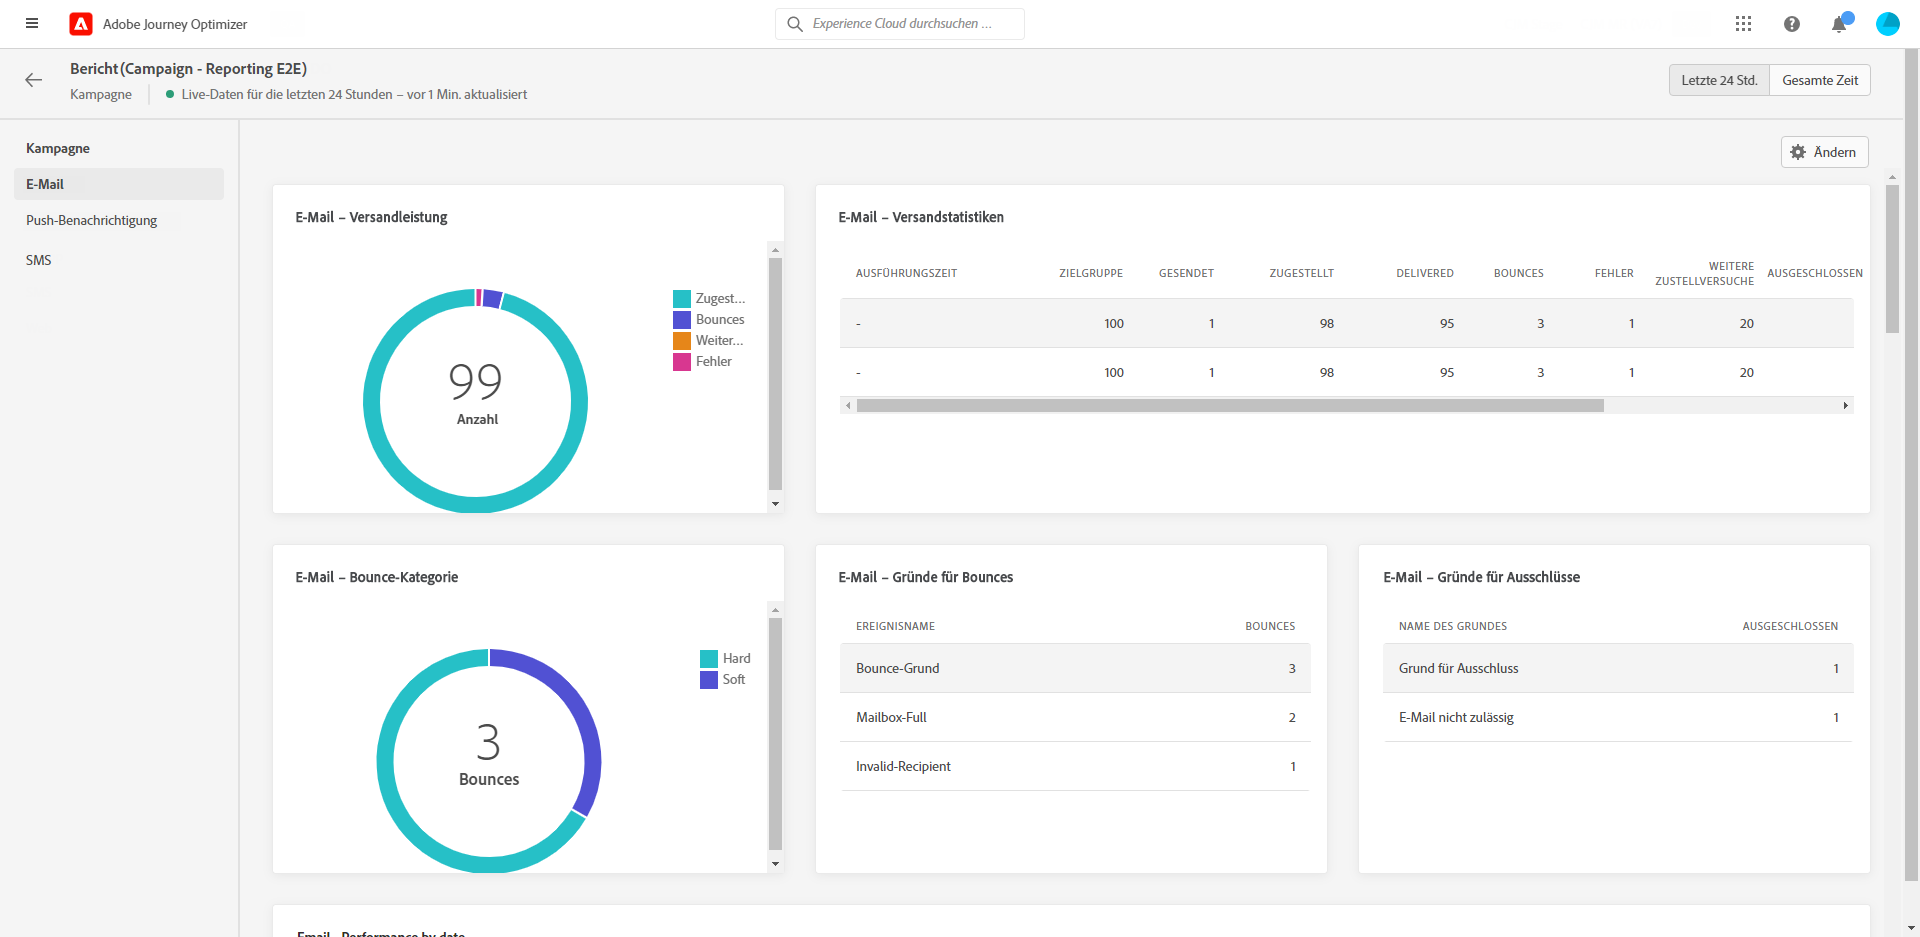 Adobe Journey Optimizer
Experience Cloud durchsuchen ...
Bericht (Campaign - Reporting E2E)
Kampagne
Live-Daten für die letzten 24 Stunden – vor 1 Min. aktualisiert
Letzte 24 Std.
Gesamte Zeit
Kampagne
E-Mail
Push-Benachrichtigung
SMS
Ändern
E-Mail – Versandleistung
99
Anzahl
Zugest...
Bounces
Weiter...
Fehler
E-Mail – Versandstatistiken
AUSFÜHRUNGSZEIT ZIELGRUPPE GESENDET ZUGESTELLT DELIVERED BOUNCES FEHLER WEITERE ZUSTELLVERSUCHE AUSGESCHLOSSEN
- 100 1 98 95 3 1 20
- 100 1 98 95 3 1 20
E-Mail – Bounce-Kategorie
3
Bounces
Hard
Soft
E-Mail – Gründe für Bounces
EREIGNISNAME BOUNCES
Bounce-Grund 3
Mailbox-Full 2
Invalid-Recipient 1
E-Mail – Gründe für Ausschlüsse
NAME DES GRUNDES AUSGESCHLOSSEN
Grund für Ausschluss 1
E-Mail nicht zulässig 1
Email - Performance by date